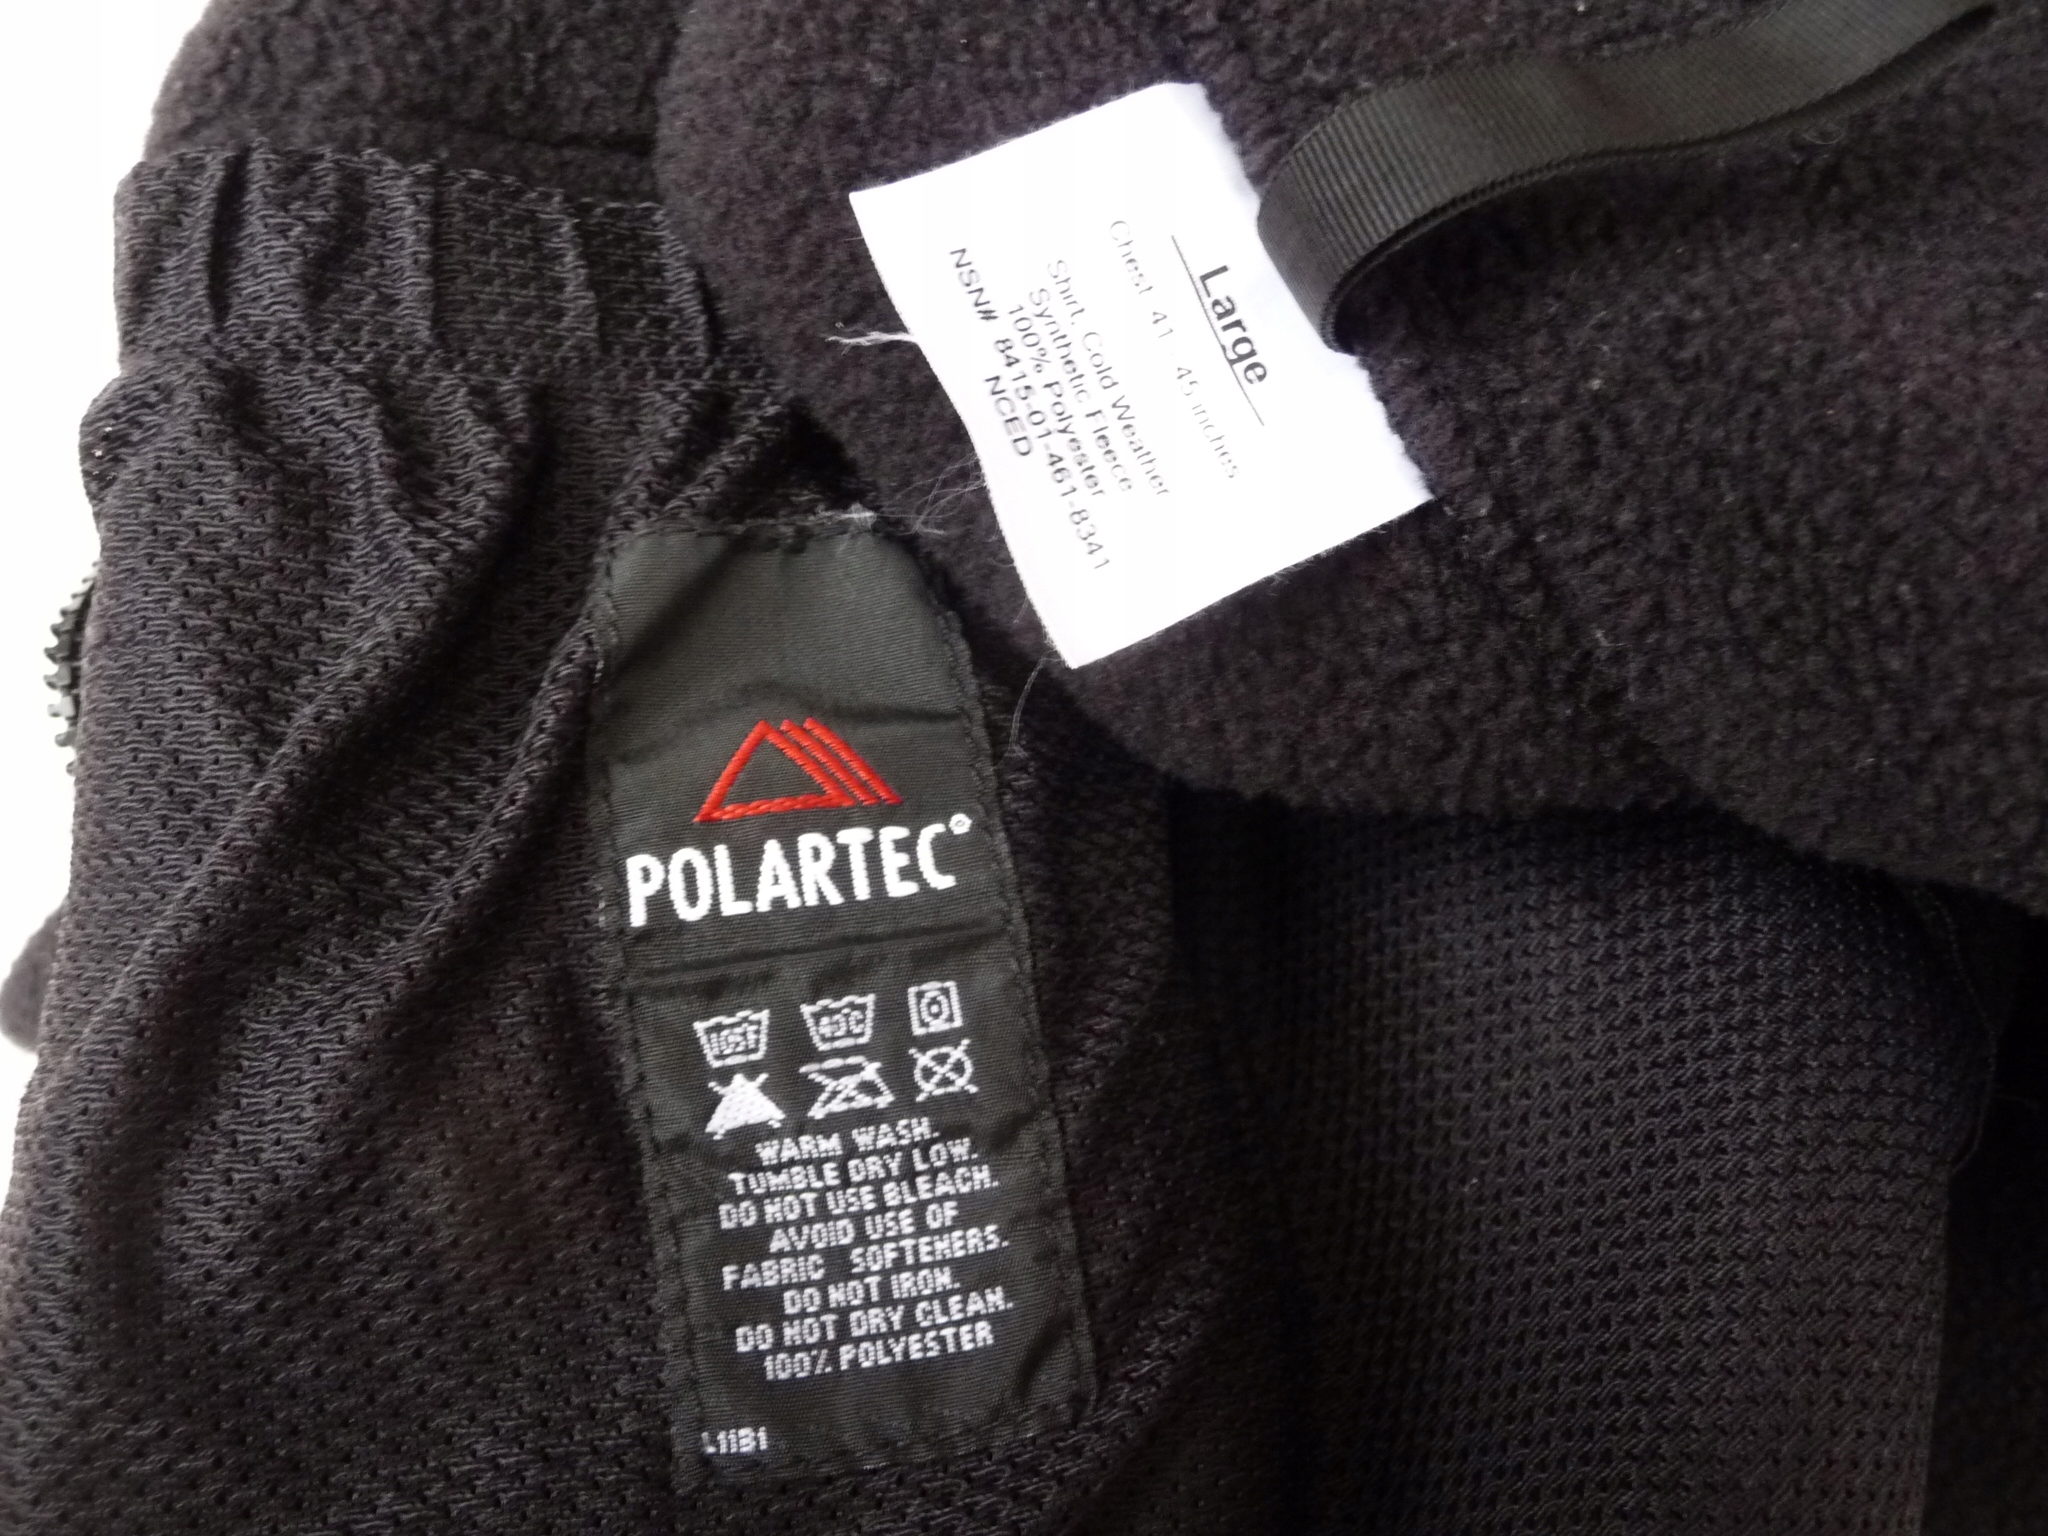 Large
Chest 41 - 45 inches
Shirt, Cold Weather
Synthetic Fleece
100% Polyester
NSN# 8415-01-461-8341
NCED
POLARTEC®
105F 40C
WARM WASH.
TUMBLE DRY LOW.
DO NOT USE BLEACH.
AVOID USE OF
FABRIC SOFTENERS.
DO NOT IRON.
DO NOT DRY CLEAN.
100% POLYESTER
L11B1